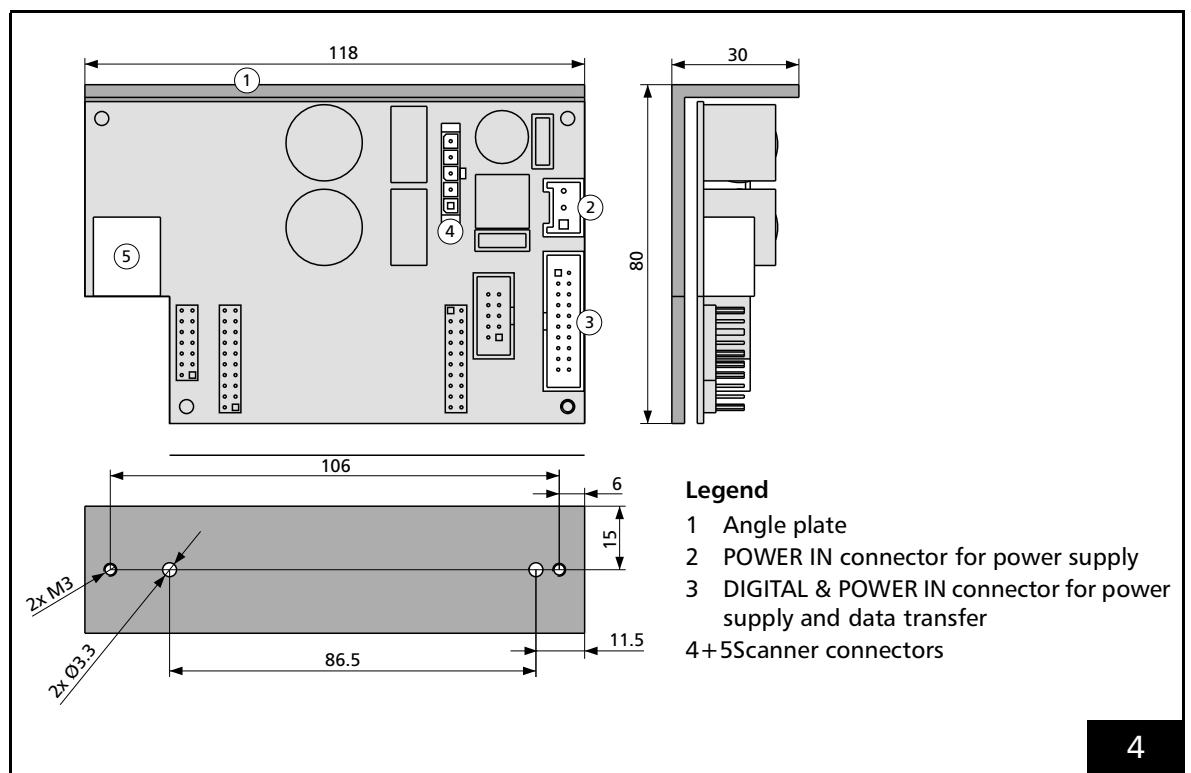 118
30
1
2
4
5
80
3
106
6
15
2x M3
2x Ø3.3
86.5
11.5
Legend
1 Angle plate
2 POWER IN connector for power supply
3 DIGITAL & POWER IN connector for power
supply and data transfer
4+5Scanner connectors
4